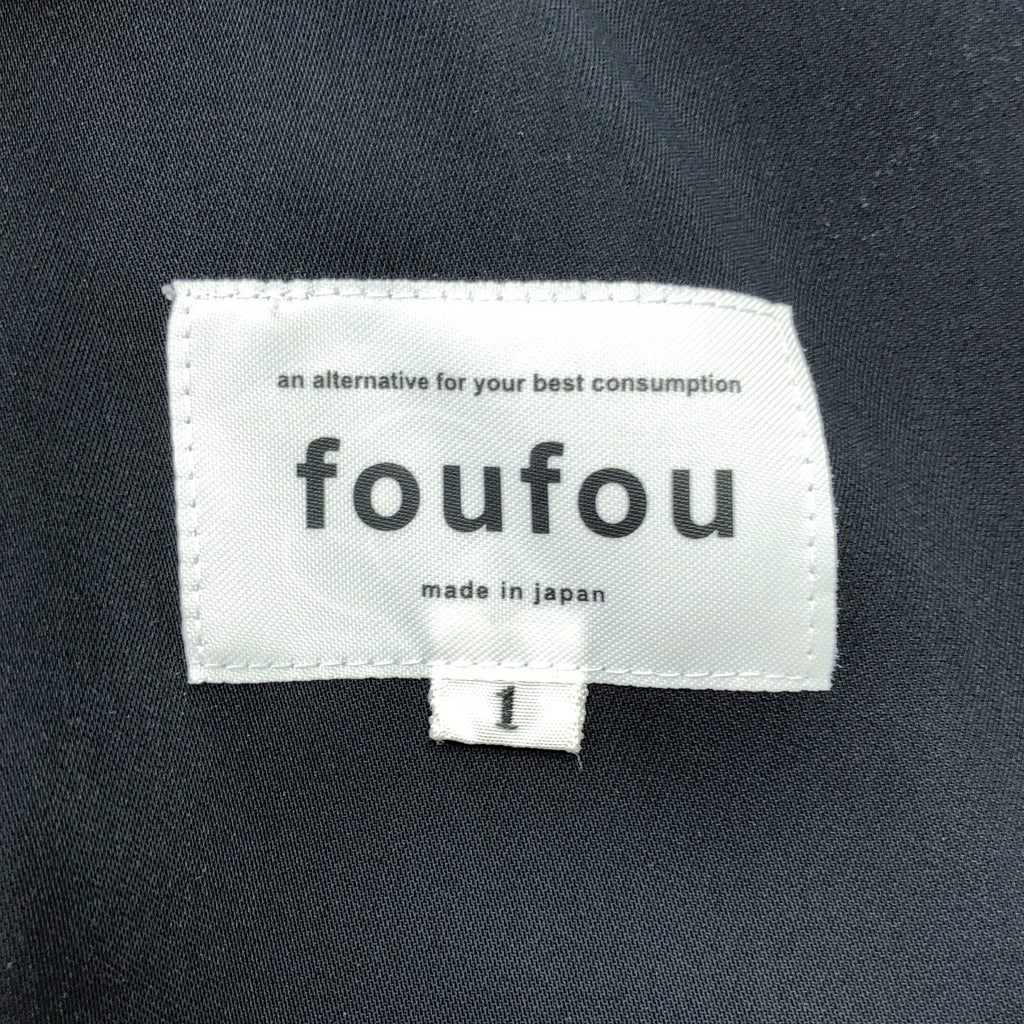 an alternative for your best consumption
foufou
made in japan
1